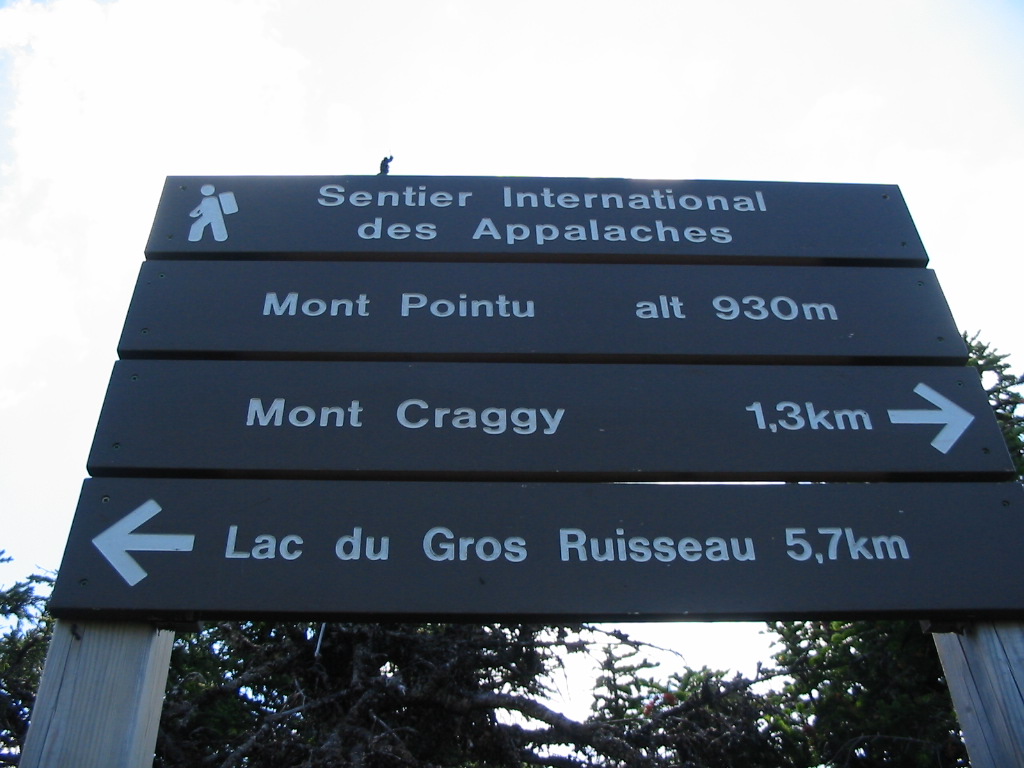 Sentier International
des Appalaches
Mont Pointu alt 930m
Mont Craggy 1,3km
Lac du Gros Ruisseau 5,7km